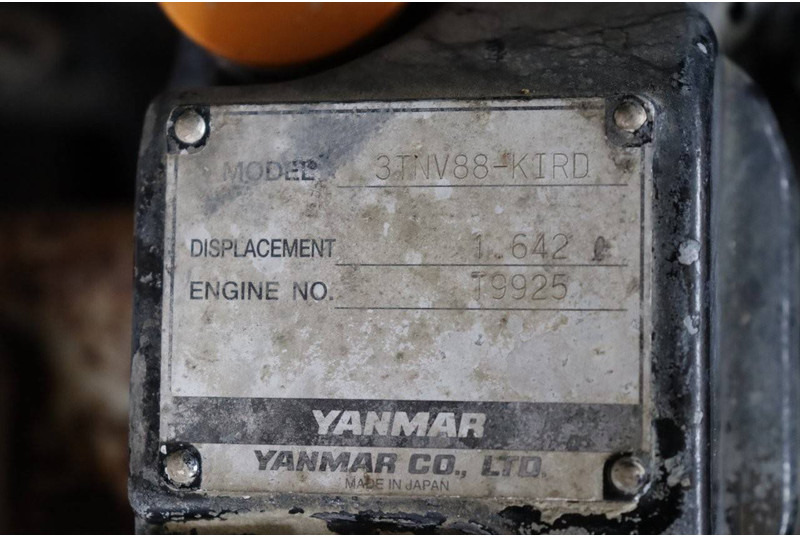 MODEL 3TNV88-KIRD
DISPLACEMENT 1.642 ℓ
ENGINE NO. T9925
YANMAR
YANMAR CO., LTD.
MADE IN JAPAN